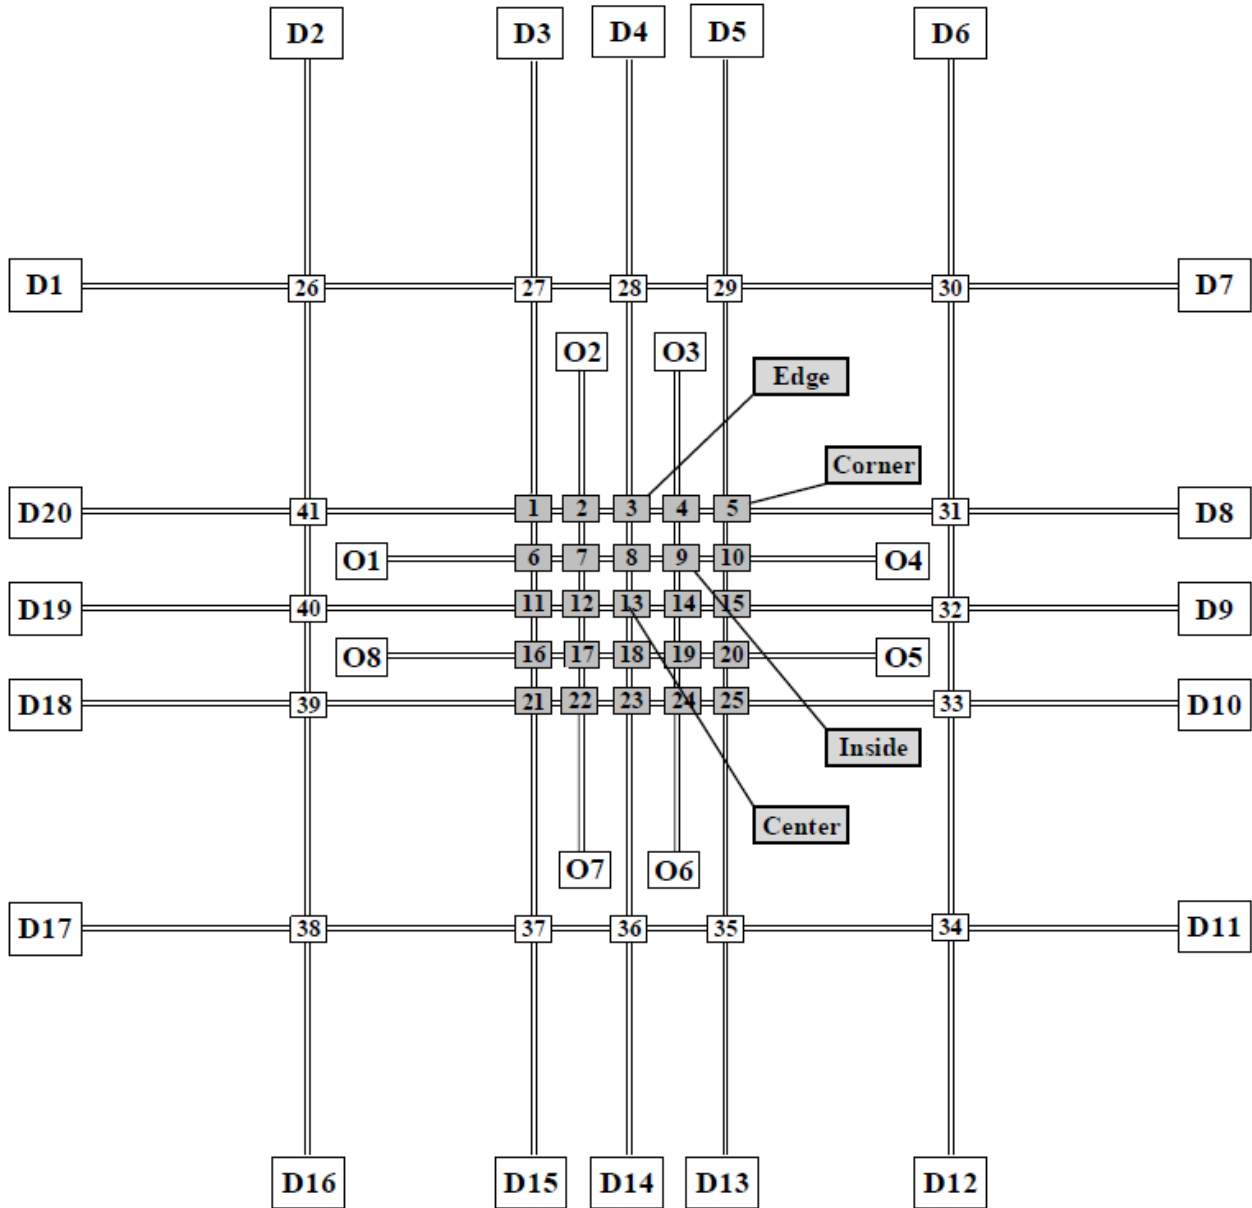 D2 D3 D4 D5 D6
D1 26 27 28 29 30 D7
O2 O3
Edge
Corner
D20 41 1 2 3 4 5 31 D8
O1 6 7 8 9 10 O4
D19 40 11 12 13 14 15 32 D9
O8 16 17 18 19 20 O5
D18 39 21 22 23 24 25 33 D10
Inside
Center
O7 O6
D17 38 37 36 35 34 D11
D16 D15 D14 D13 D12